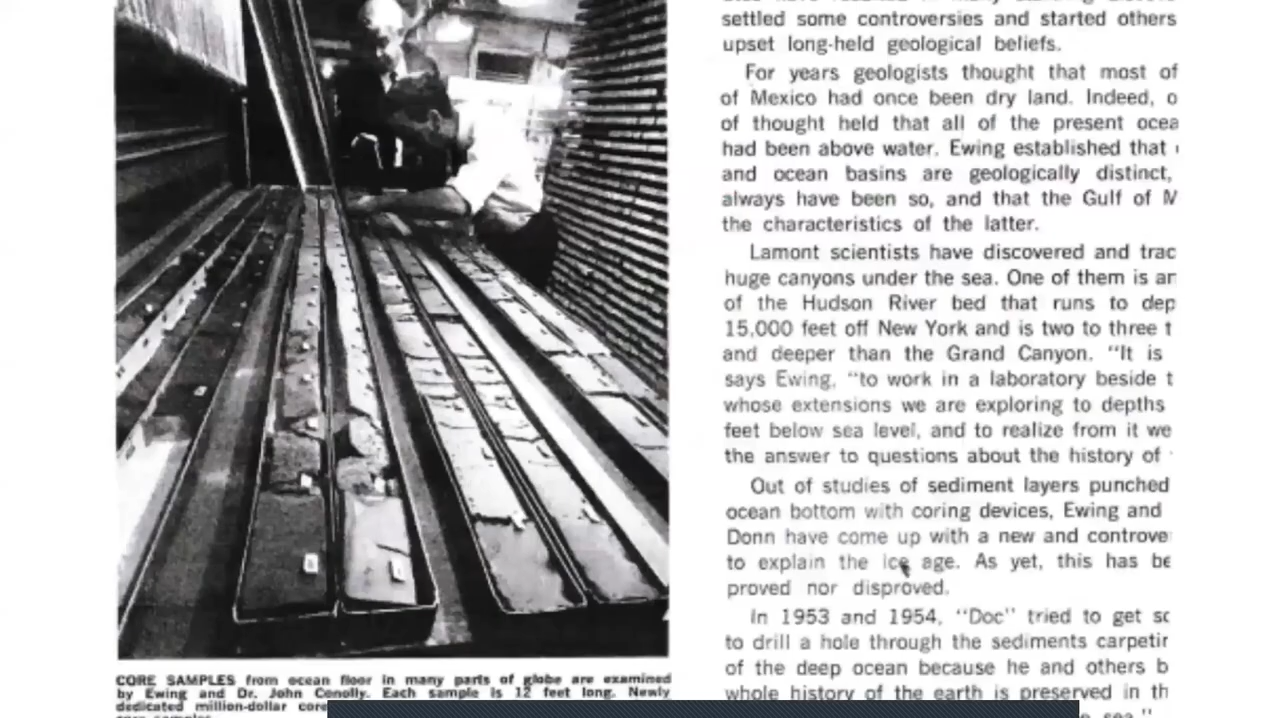 settled some controversies and started others
upset long-held geological beliefs.
For years geologists thought that most of
of Mexico had once been dry land. Indeed, o
of thought held that all of the present ocea
had been above water. Ewing established that
and ocean basins are geologically distinct,
always have been so, and that the Gulf of M
the characteristics of the latter.
Lamont scientists have discovered and trac
huge canyons under the sea. One of them is an
of the Hudson River bed that runs to dep
15,000 feet off New York and is two to three t
and deeper than the Grand Canyon. "It is
says Ewing, "to work in a laboratory beside t
whose extensions we are exploring to depths
feet below sea level, and to realize from it we
the answer to questions about the history of
Out of studies of sediment layers punched
ocean bottom with coring devices, Ewing and
Donn have come up with a new and controve
to explain the ice age. As yet, this has be
proved nor disproved.
In 1953 and 1954, "Doc" tried to get sc
to drill a hole through the sediments carpetin
of the deep ocean because he and others b
whole history of the earth is preserved in th
CORE SAMPLES from ocean floor in many parts of globe are examined
by Ewing and Dr. John Conolly. Each sample is 12 feet long. Newly
dedicated million-dollar core